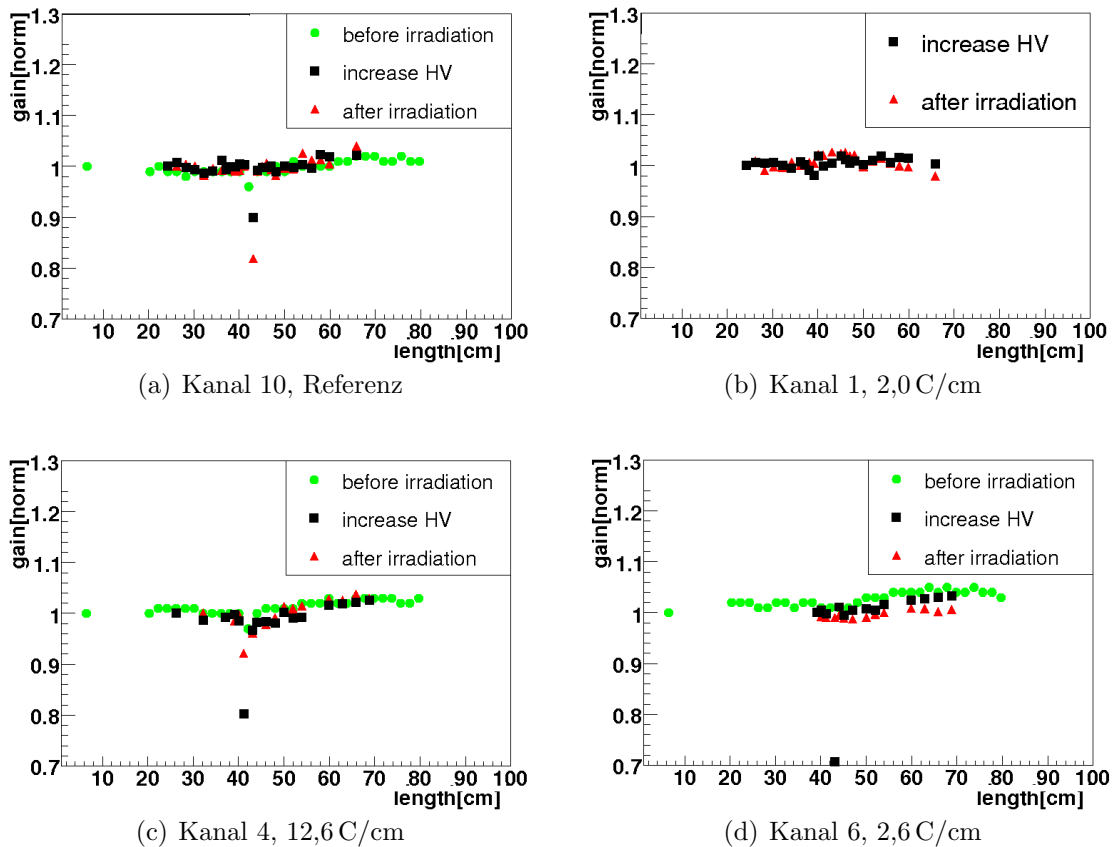 gain[norm]
1.3
1.2
1.1
1
0.9
0.8
0.7
before irradiation
increase HV
after irradiation
10 20 30 40 50 60 70 80 90 100
length[cm]
(a) Kanal 10, Referenz
gain[norm]
1.3
1.2
1.1
1
0.9
0.8
0.7
increase HV
after irradiation
10 20 30 40 50 60 70 80 90 100
length[cm]
(b) Kanal 1, 2,0 C/cm
gain[norm]
1.3
1.2
1.1
1
0.9
0.8
0.7
before irradiation
increase HV
after irradiation
10 20 30 40 50 60 70 80 90 100
length[cm]
(c) Kanal 4, 12,6 C/cm
gain[norm]
1.3
1.2
1.1
1
0.9
0.8
0.7
before irradiation
increase HV
after irradiation
10 20 30 40 50 60 70 80 90 100
length[cm]
(d) Kanal 6, 2,6 C/cm